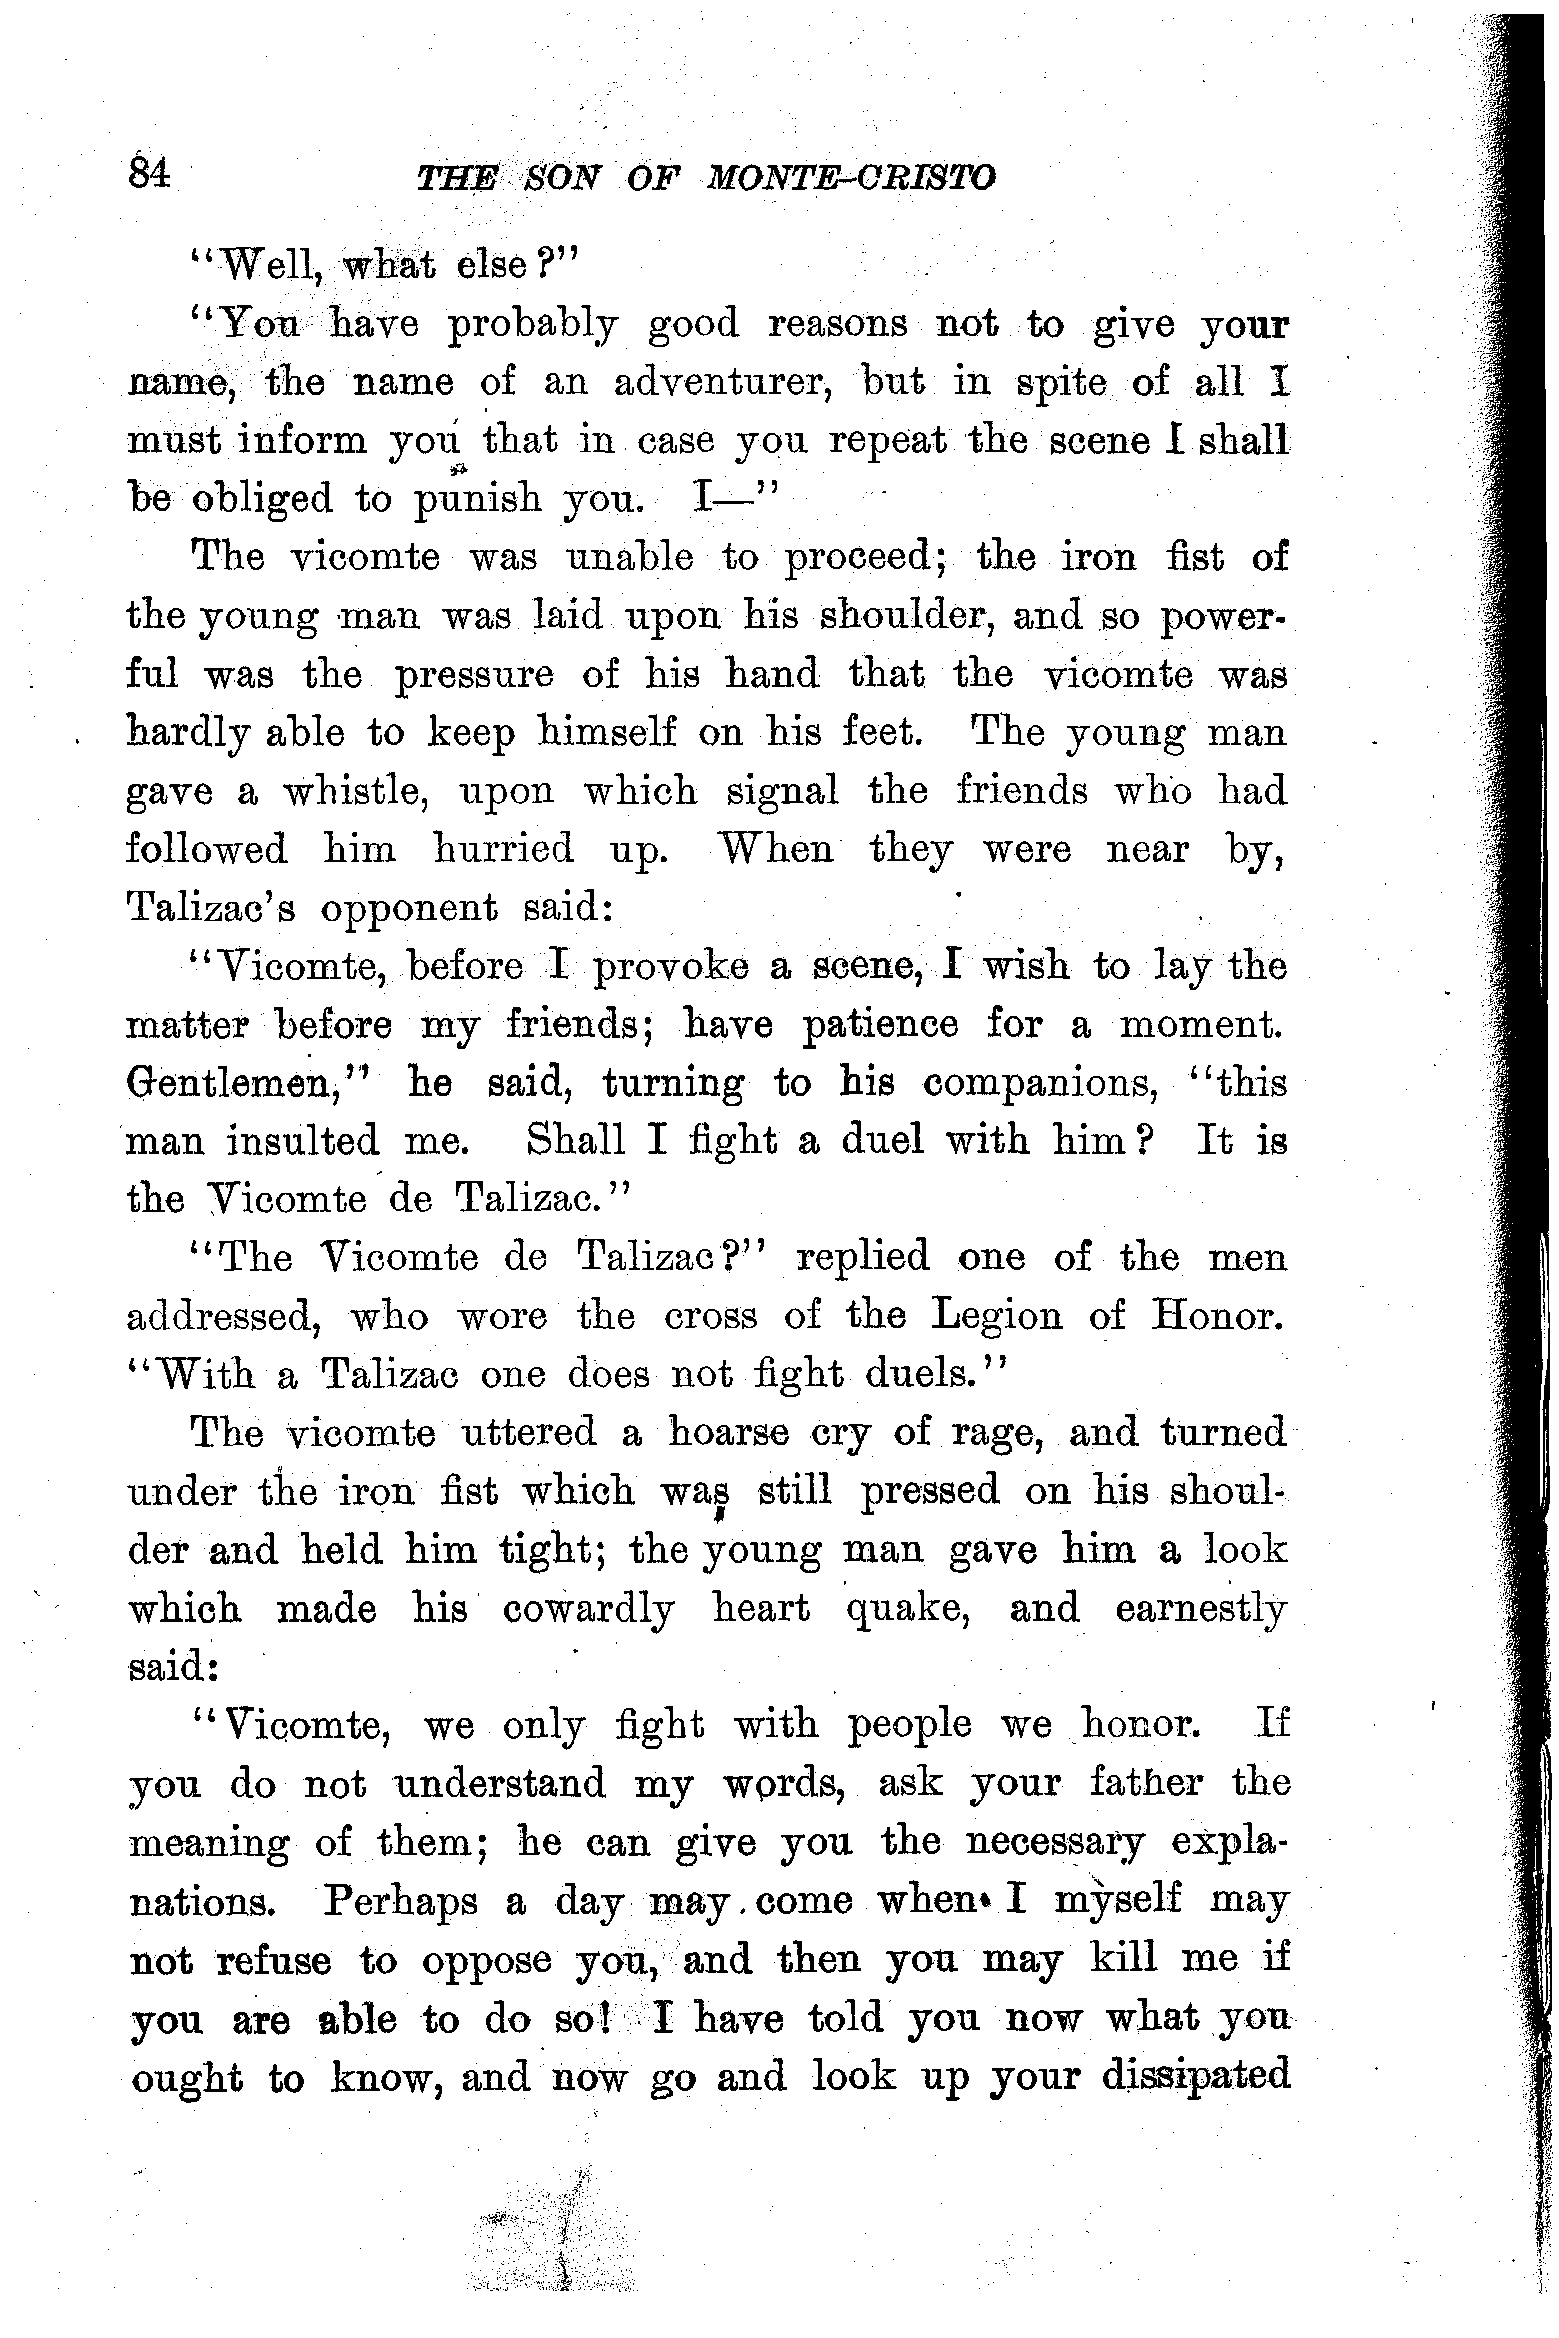 84 THE SON OF MONTE-CRISTO
"Well, what else?"
"You have probably good reasons not to give your
name, the name of an adventurer, but in spite of all I
must inform you that in case you repeat the scene I shall
be obliged to punish you. I—"
The vicomte was unable to proceed; the iron fist of
the young man was laid upon his shoulder, and so power-
ful was the pressure of his hand that the vicomte was
hardly able to keep himself on his feet. The young man
gave a whistle, upon which signal the friends who had
followed him hurried up. When they were near by,
Talizac's opponent said:
"Vicomte, before I provoke a scene, I wish to lay the
matter before my friends; have patience for a moment.
Gentlemen," he said, turning to his companions, "this
man insulted me. Shall I fight a duel with him? It is
the Vicomte de Talizac."
"The Vicomte de Talizac?" replied one of the men
addressed, who wore the cross of the Legion of Honor.
"With a Talizac one does not fight duels."
The vicomte uttered a hoarse cry of rage, and turned
under the iron fist which was still pressed on his shoul-
der and held him tight; the young man gave him a look
which made his cowardly heart quake, and earnestly
said:
"Vicomte, we only fight with people we honor. If
you do not understand my words, ask your father the
meaning of them; he can give you the necessary expla-
nations. Perhaps a day may come when I myself may
not refuse to oppose you, and then you may kill me if
you are able to do so! I have told you now what you
ought to know, and now go and look up your dissipated